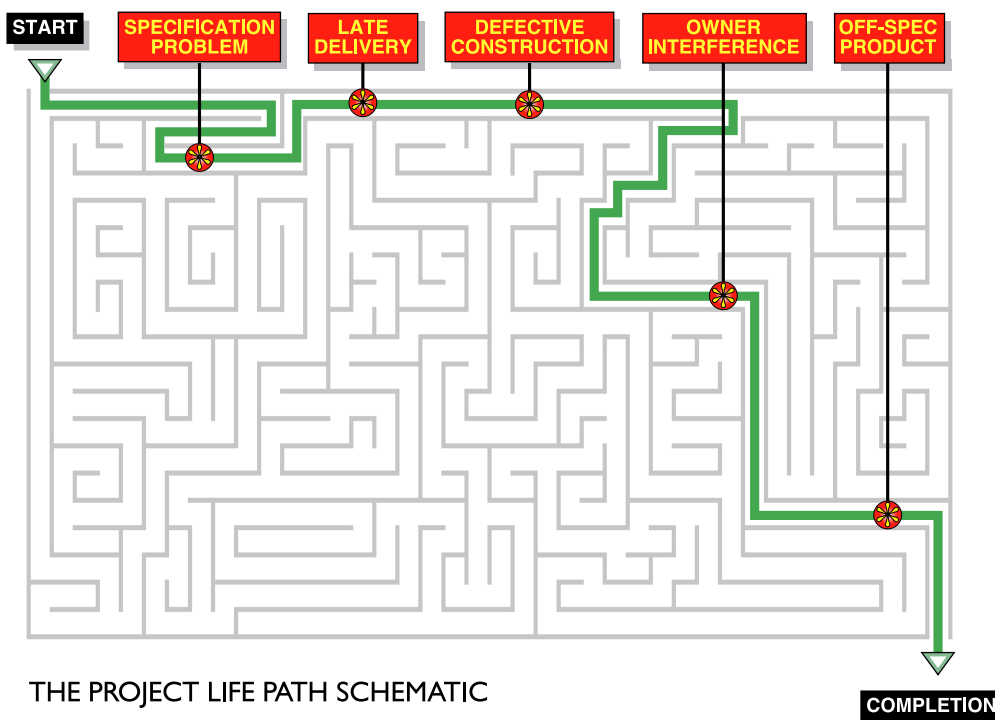 START
SPECIFICATION
PROBLEM
LATE
DELIVERY
DEFECTIVE
CONSTRUCTION
OWNER
INTERFERENCE
OFF-SPEC
PRODUCT
THE PROJECT LIFE PATH SCHEMATIC
COMPLETION